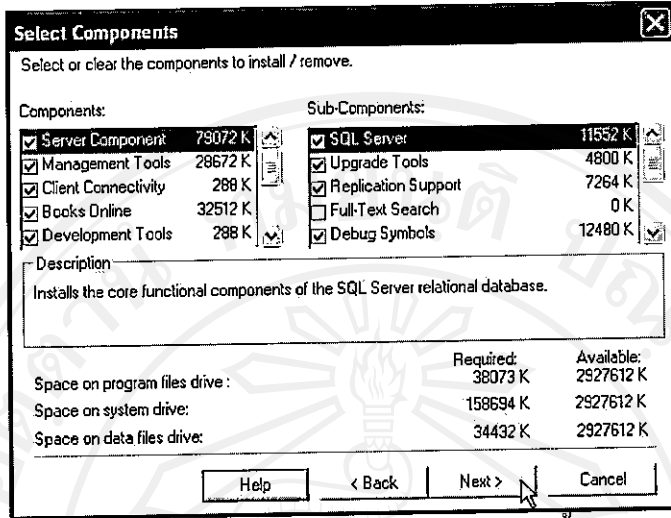 Select Components
Select or clear the components to install / remove.
Components:
Server Component 79072 K
Management Tools 28672 K
Client Connectivity 288 K
Books Online 32512 K
Development Tools 288 K
Sub-Components:
SQL Server 11552 K
Upgrade Tools 4800 K
Replication Support 7264 K
Full-Text Search 0 K
Debug Symbols 12480 K
Description
Installs the core functional components of the SQL Server relational database.
Required: Available:
Space on program files drive : 38073 K 2927612 K
Space on system drive: 158694 K 2927612 K
Space on data files drive: 34432 K 2927612 K
Help < Back Next > Cancel